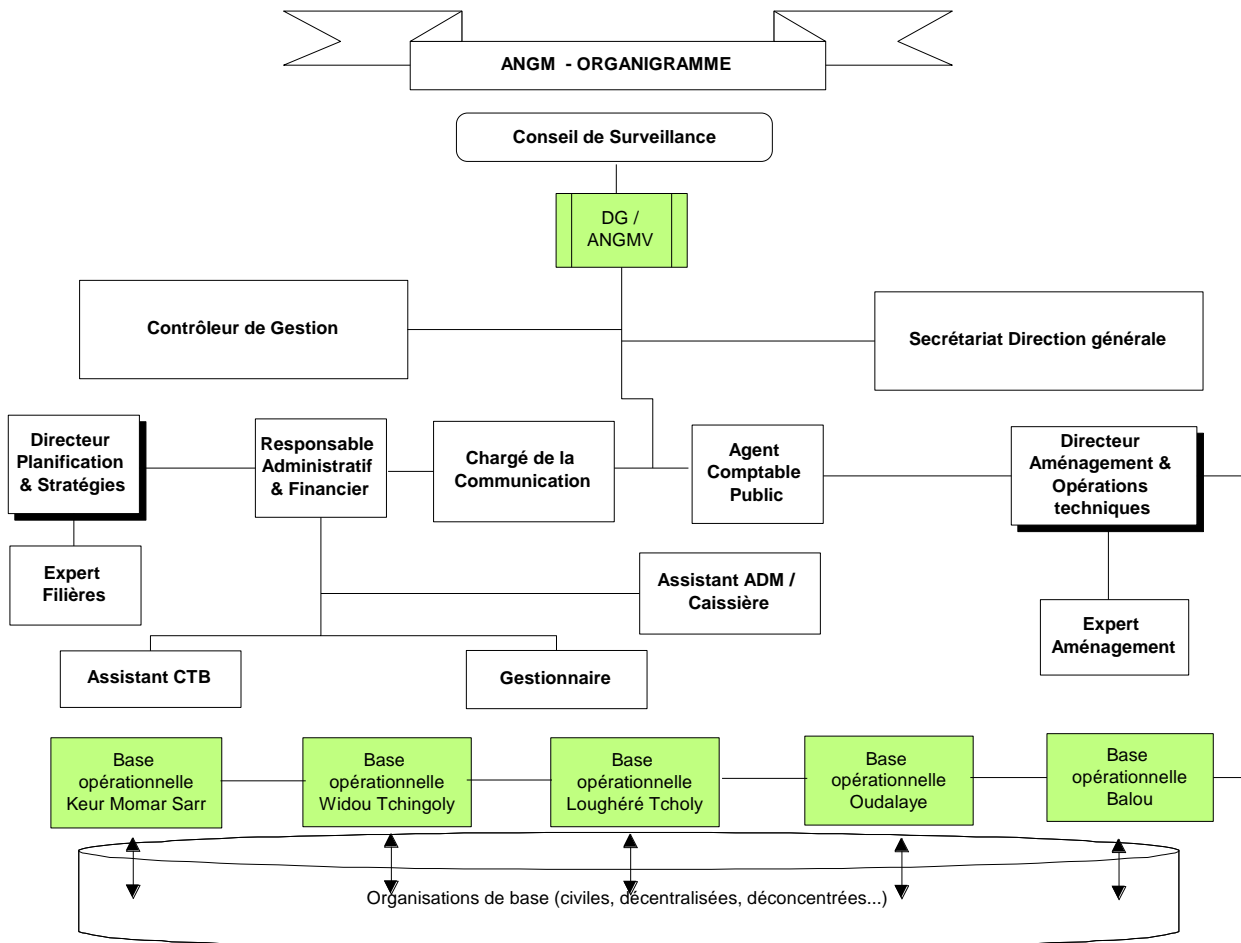 ANGM - ORGANIGRAMME
Conseil de Surveillance
DG /
ANGMV
Contrôleur de Gestion
Secrétariat Direction générale
Directeur
Planification
& Stratégies
Responsable
Administratif
& Financier
Chargé de la
Communication
Agent
Comptable
Public
Directeur
Aménagement &
Opérations
techniques
Expert
Filières
Assistant ADM /
Caissière
Expert
Aménagement
Assistant CTB
Gestionnaire
Base
opérationnelle
Keur Momar Sarr
Base
opérationnelle
Widou Tchingoly
Base
opérationnelle
Loughéré Tcholy
Base
opérationnelle
Oudalaye
Base
opérationnelle
Balou
Organisations de base (civiles, décentralisées, déconcentrées...)